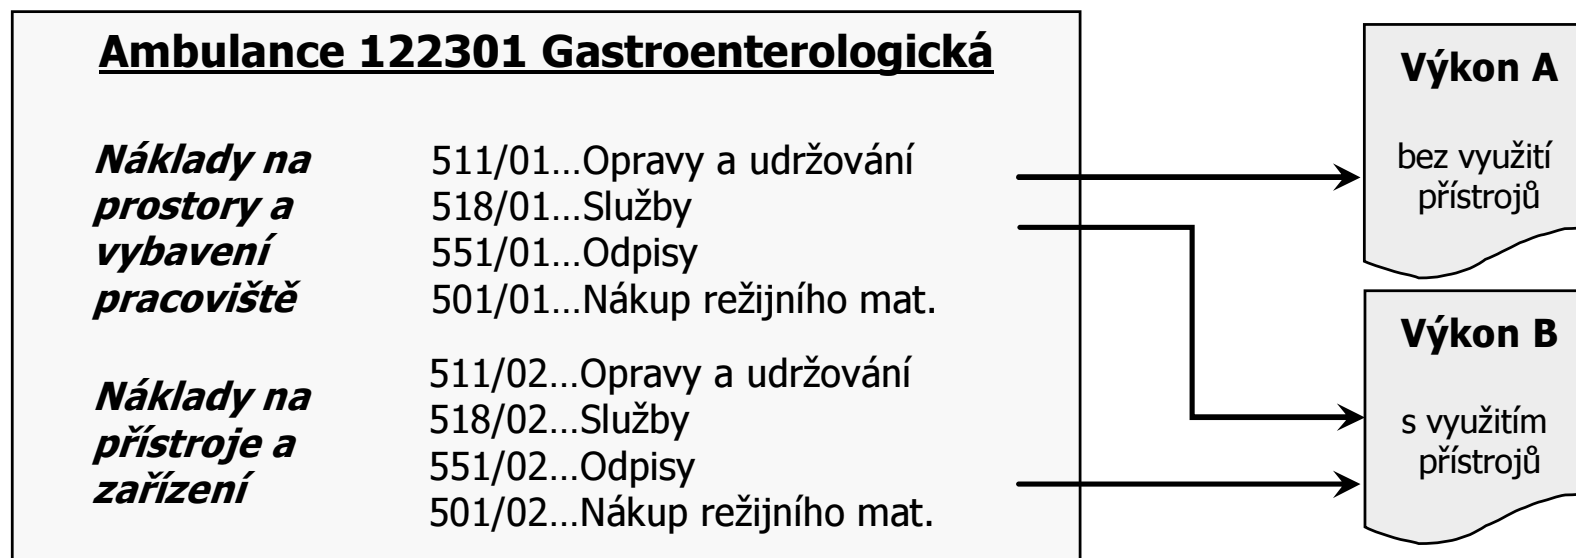 Ambulance 122301 Gastroenterologická
Náklady na
prostory a
vybavení
pracoviště
511/01...Opravy a udržování
518/01...Služby
551/01...Odpisy
501/01...Nákup režijního mat.
Náklady na
přístroje a
zařízení
511/02...Opravy a udržování
518/02...Služby
551/02...Odpisy
501/02...Nákup režijního mat.
Výkon A
bez využití
přístrojů
Výkon B
s využitím
přístrojů